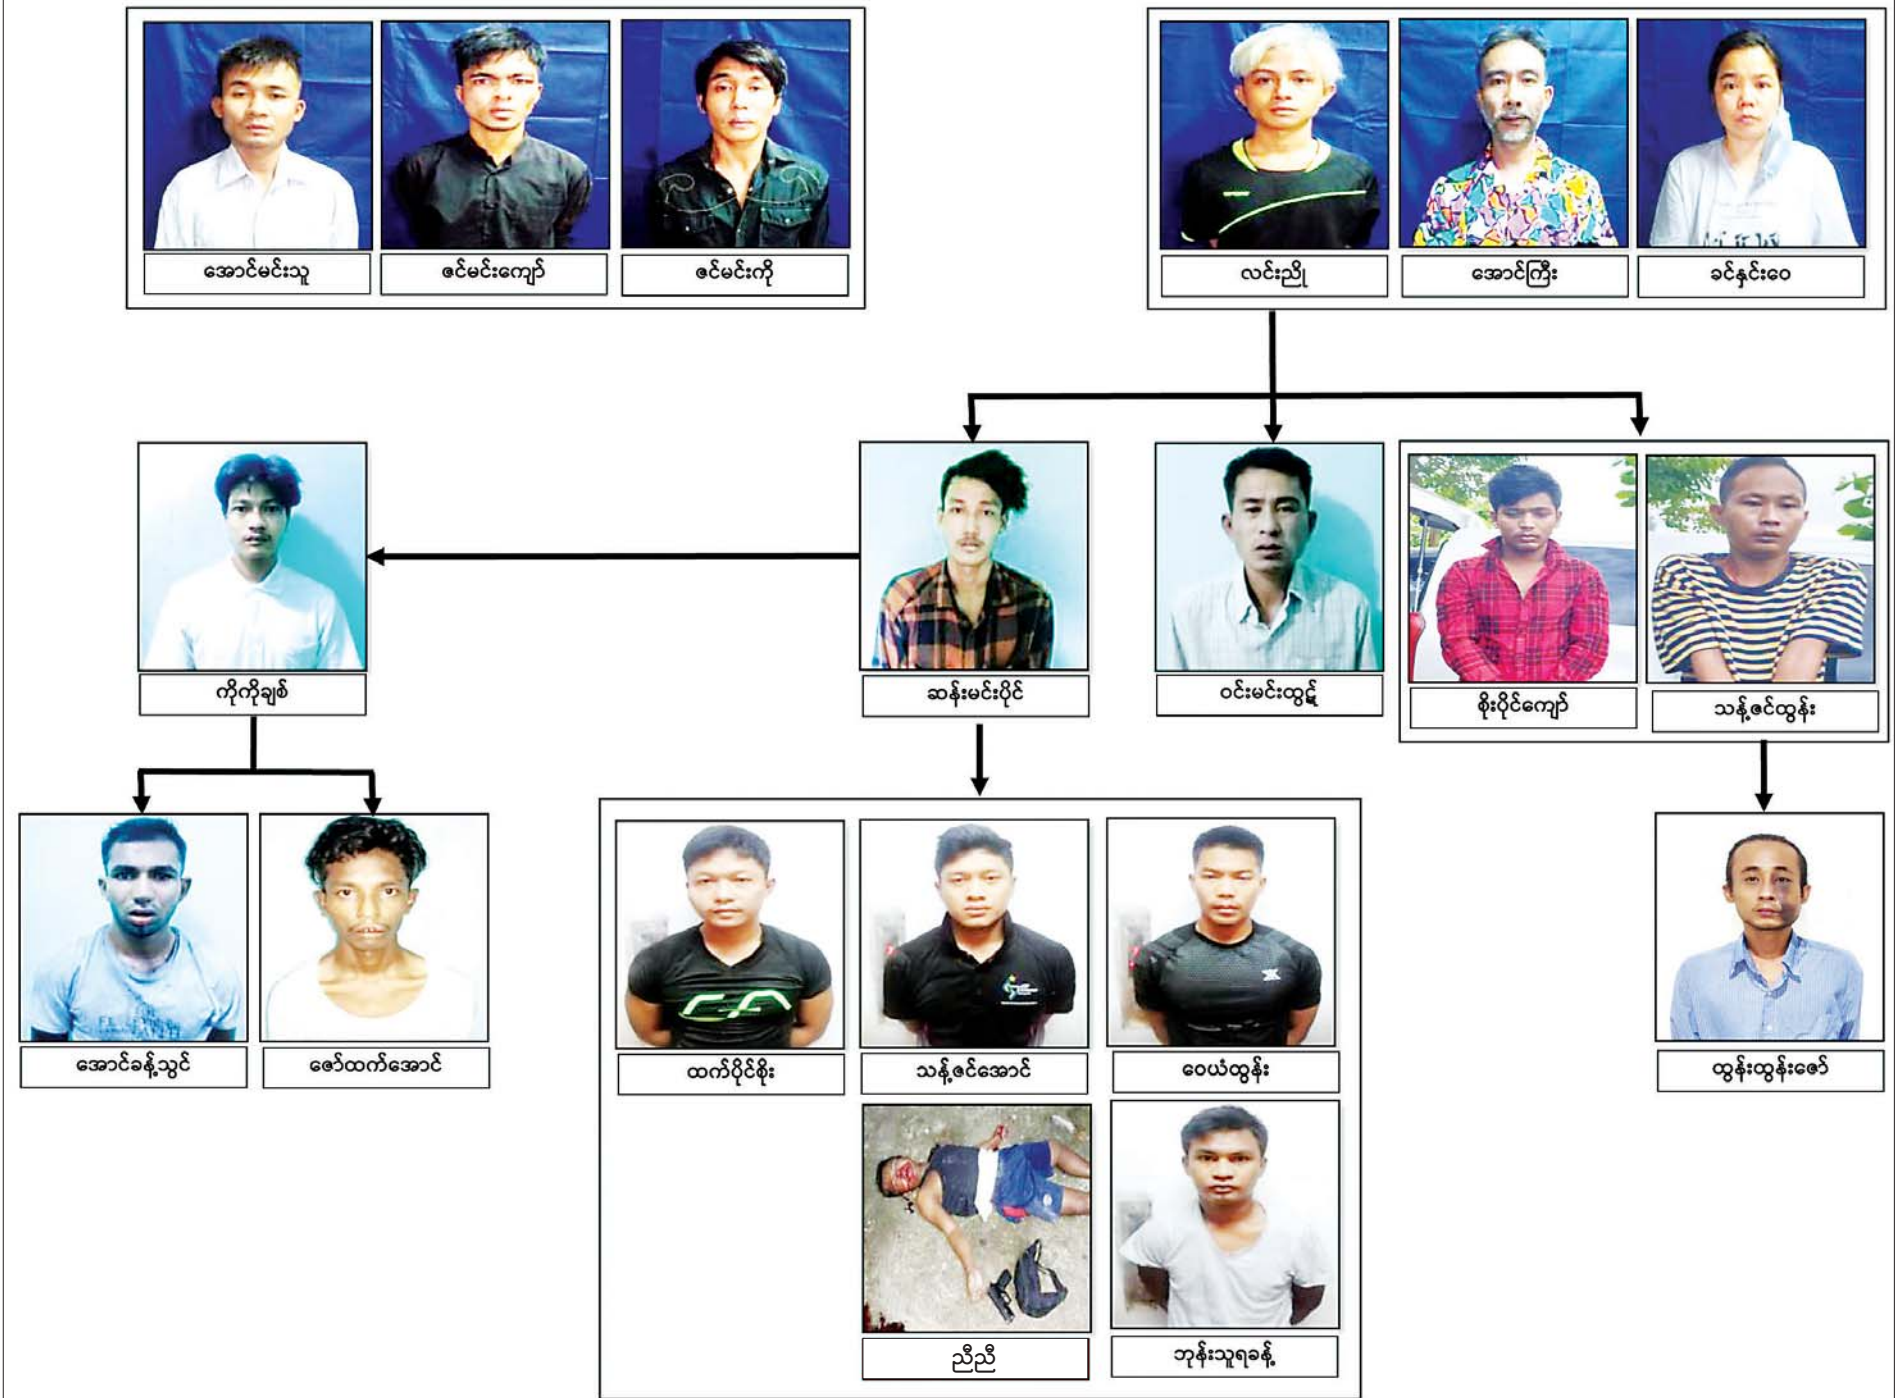 အောင်မင်းသူ
ဇင်မင်းကျော်
ဇင်မင်းကို
လင်းညို
အောင်ကြီး
ခင်နှင်းဝေ
ကိုကိုချစ်
ဆန်းမင်းပိုင်
ဝင်းမင်းထွဋ်
စိုးပိုင်ကျော်
သန့်ဇင်ထွန်း
အောင်ခန့်သွင်
ဇော်ထက်အောင်
ထက်ပိုင်စိုး
သန့်ဇင်အောင်
ဝေယံထွန်း
ထွန်းထွန်းဇော်
ညီညီ
ဘုန်းသူရခန့်